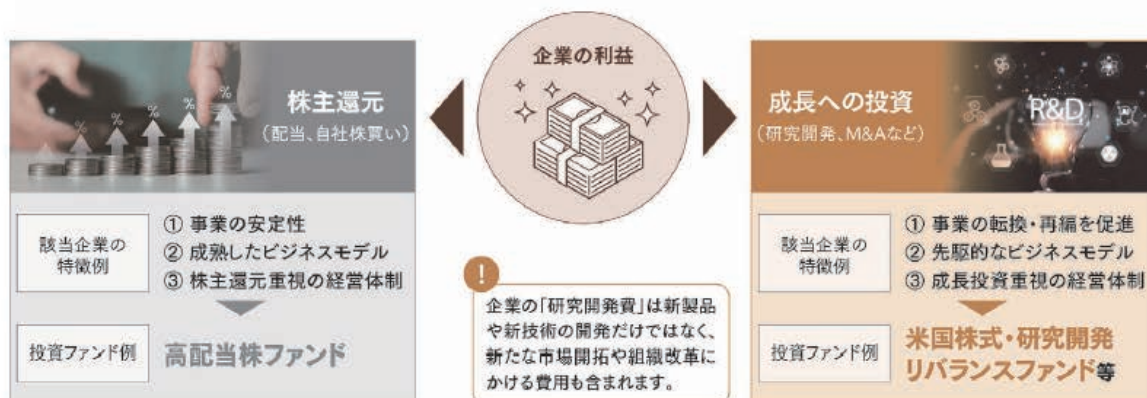 企業の利益
株主還元
(配当、自社株買い)
%
%
%
%
%
%
該当企業の
特徴例
① 事業の安定性
② 成熟したビジネスモデル
③ 株主還元重視の経営体制
投資ファンド例
高配当株ファンド
!
企業の「研究開発費」は新製品
や新技術の開発だけではなく、
新たな市場開拓や組織改革に
かける費用も含まれます。
成長への投資
(研究開発、M&Aなど)
R&D
該当企業の
特徴例
① 事業の転換・再編を促進
② 先駆的なビジネスモデル
③ 成長投資重視の経営体制
投資ファンド例
米国株式・研究開発
リバランスファンド等